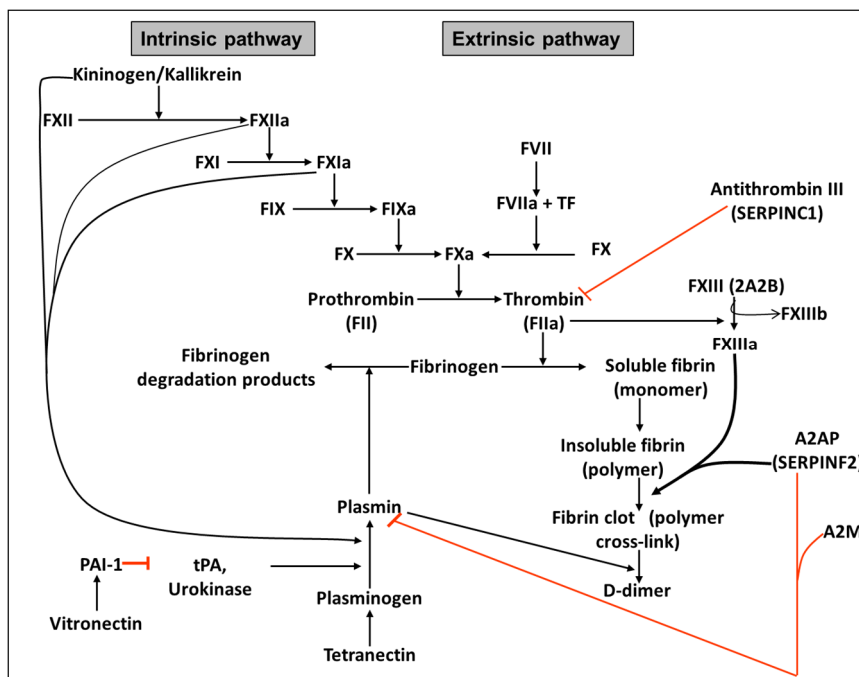 Intrinsic pathway
Extrinsic pathway
Kininogen/Kallikrein
FXII
FXIIa
FXI
FXIa
FVII
FIX
FIXa
FVIIa + TF
Antithrombin III
(SERPINC1)
FX
FXa
FX
Prothrombin
(FII)
Thrombin
(FIIa)
FXIII (2A2B)
FXIIIb
FXIIIa
Fibrinogen
degradation products
Fibrinogen
Soluble fibrin
(monomer)
Insoluble fibrin
(polymer)
A2AP
(SERPINF2)
Plasmin
Fibrin clot (polymer
cross-link)
A2M
PAI-1
tPA,
Urokinase
D-dimer
Plasminogen
Vitronectin
Tetranectin